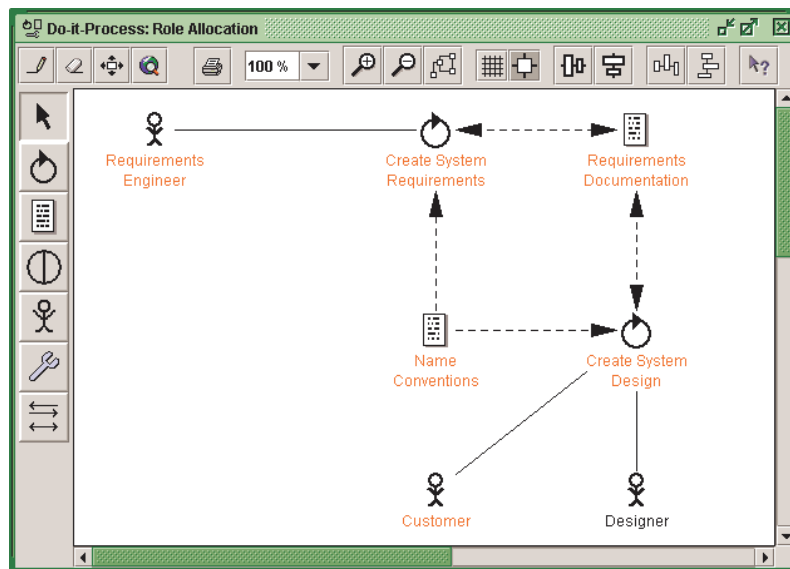 Do-it-Process: Role Allocation
100 %
?
Requirements
Engineer
Create System
Requirements
Requirements
Documentation
Name
Conventions
Create System
Design
Customer
Designer